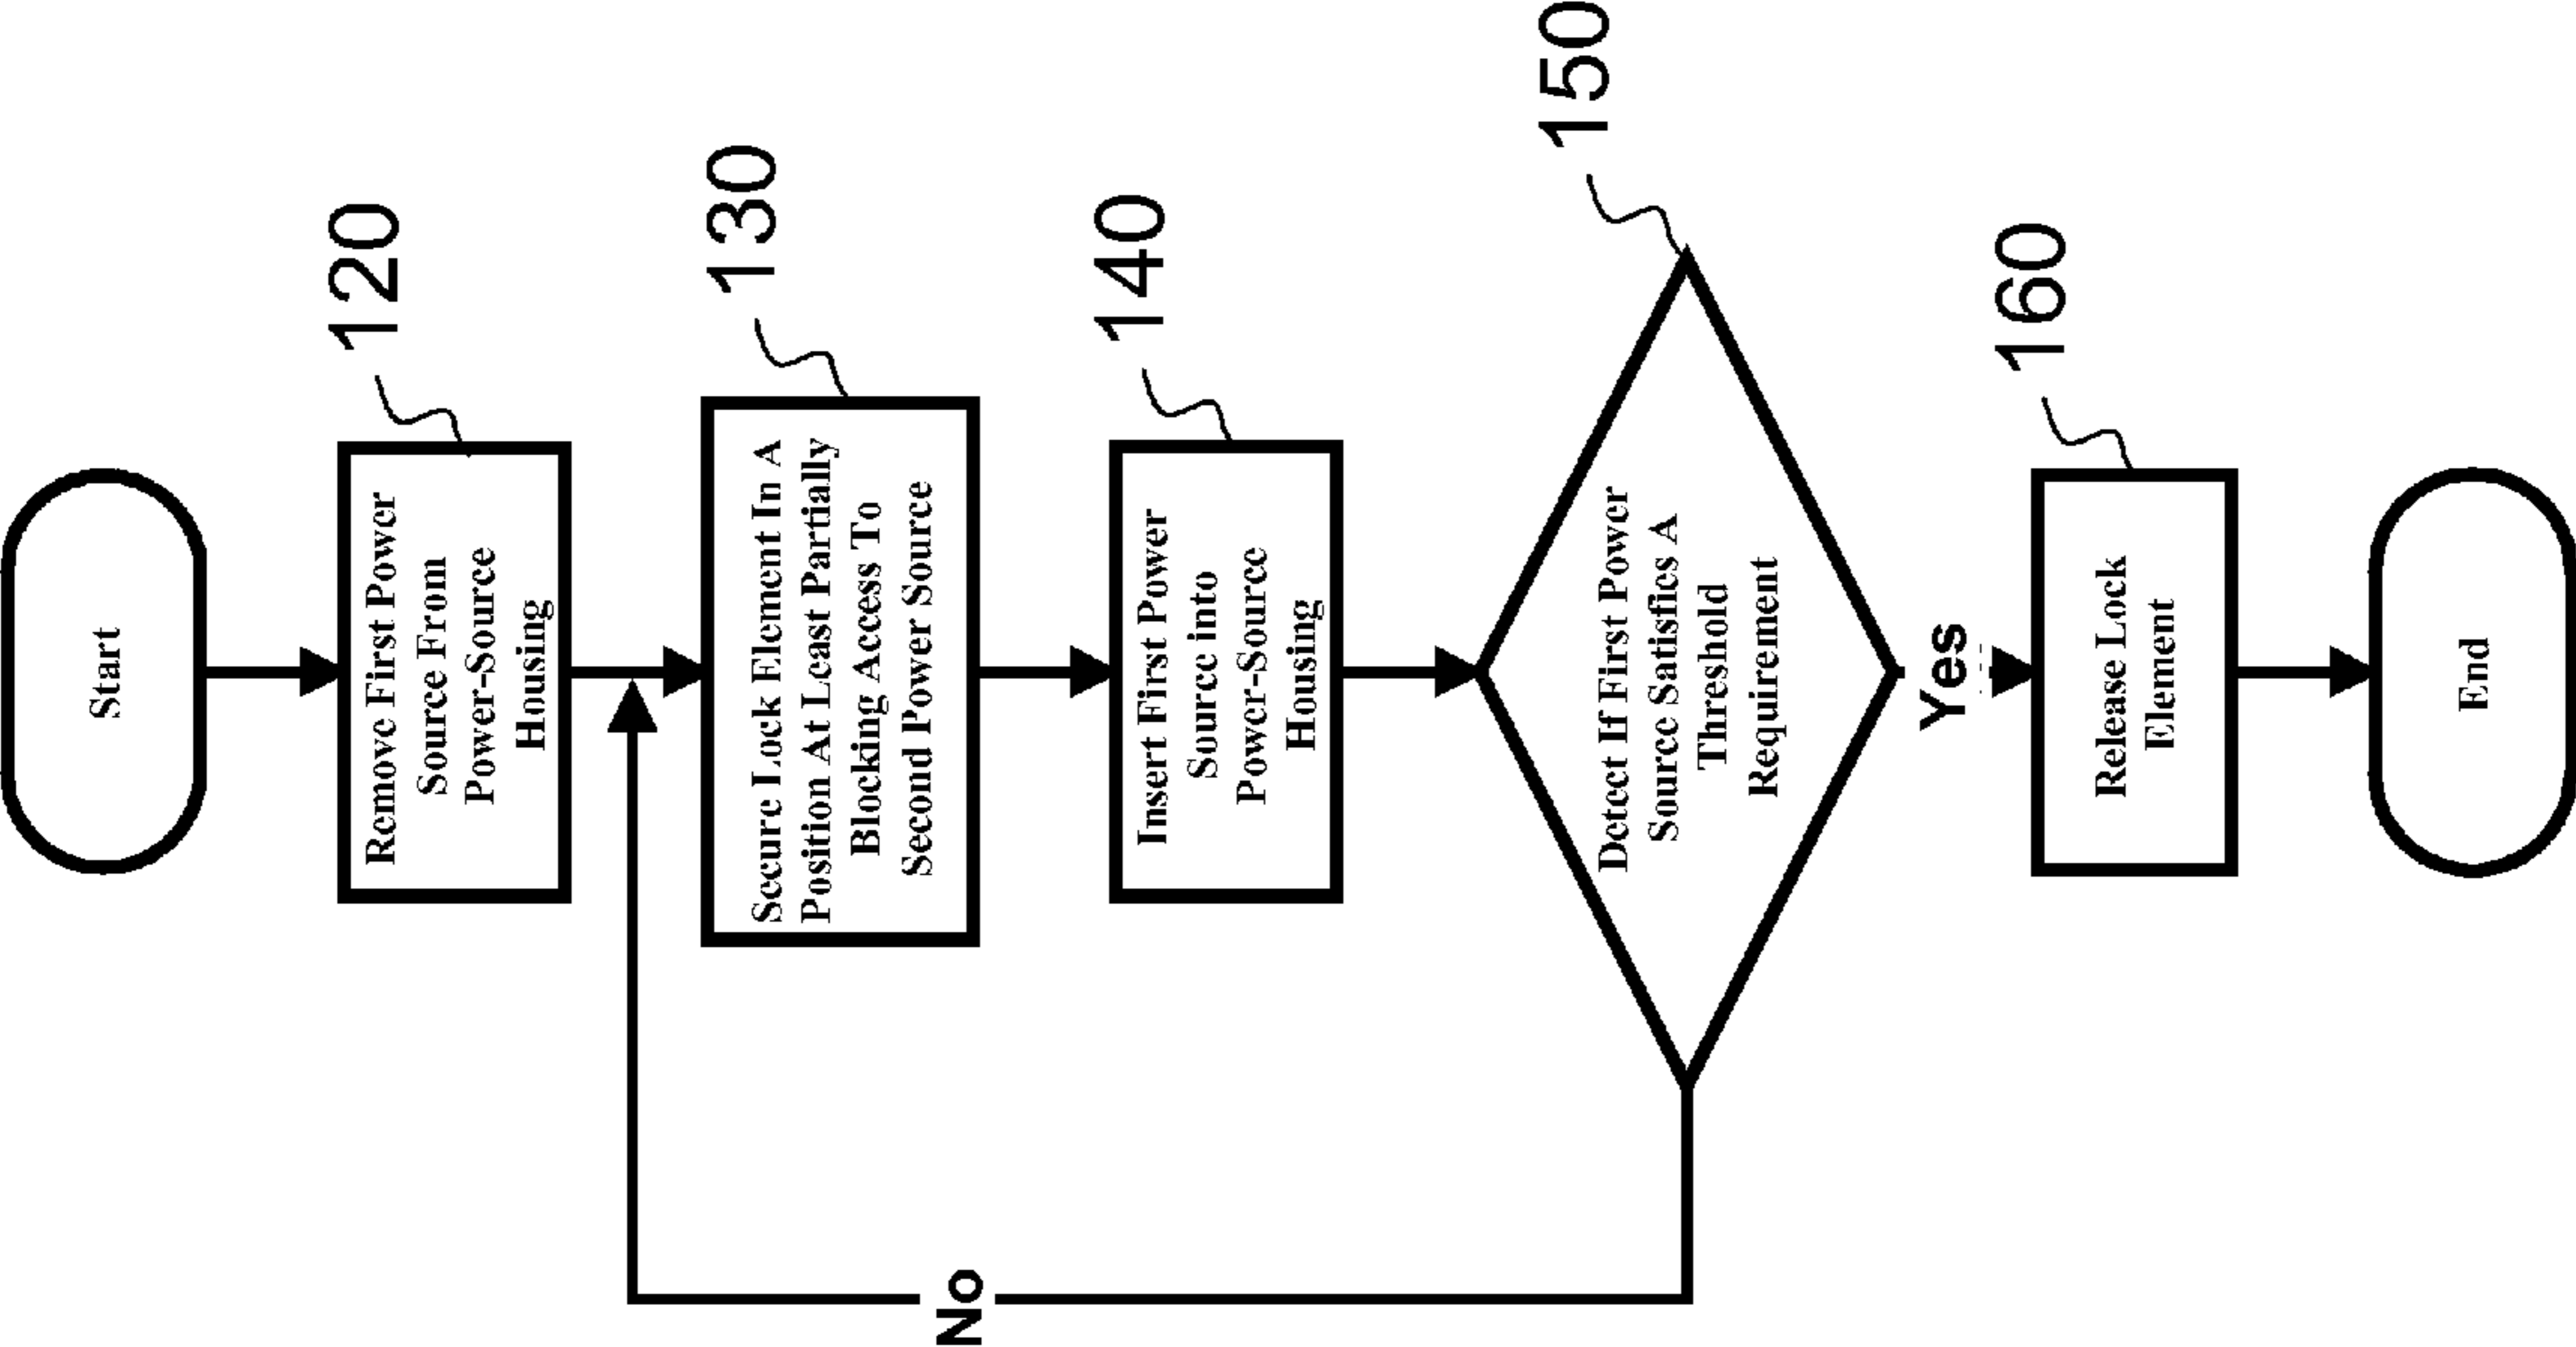 Start
120
Remove First Power
Source From
Power-Source
Housing
130
Secure Lock Element In A
Position At Least Partially
Blocking Access To
Second Power Source
140
Insert First Power
Source into
Power-Source
Housing
150
Detect If First Power
Source Satisfies A
Threshold
Requirement
No
Yes
160
Release Lock
Element
End